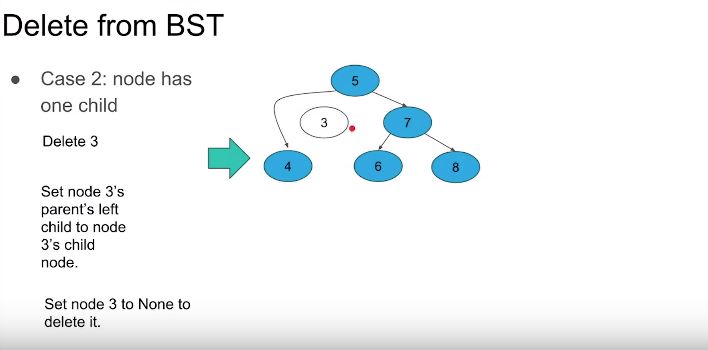 Delete from BST
● Case 2: node has
one child
Delete 3
Set node 3's
parent's left
child to node
3's child
node.
Set node 3 to None to
delete it.
5
3
7
4
6
8